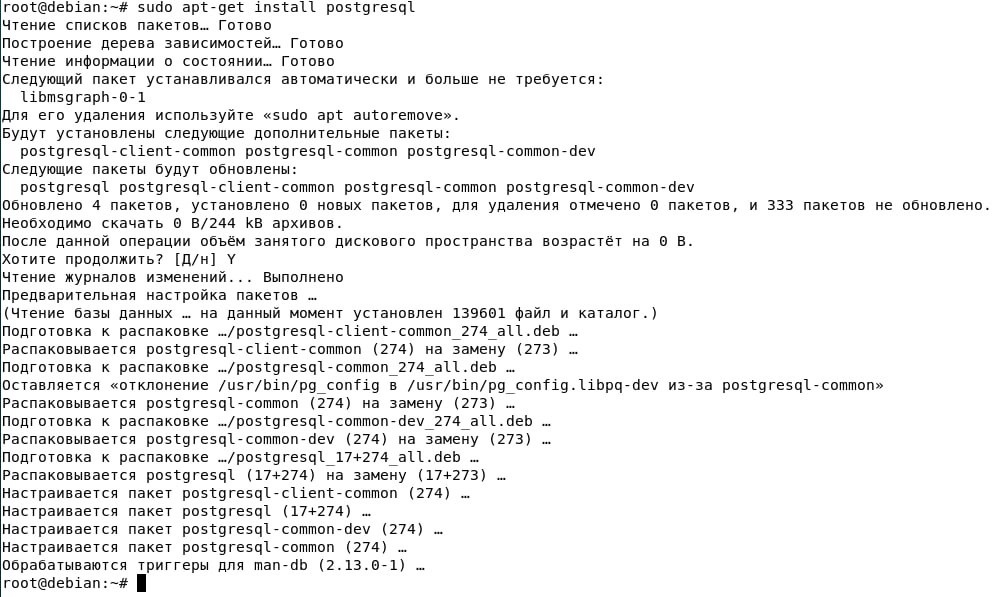 root@debian:~# sudo apt-get install postgresql
Чтение списков пакетов… Готово
Построение дерева зависимостей… Готово
Чтение информации о состоянии… Готово
Следующий пакет устанавливался автоматически и больше не требуется:
  libmsgraph-0-1
Для его удаления используйте «sudo apt autoremove».
Будут установлены следующие дополнительные пакеты:
  postgresql-client-common postgresql-common postgresql-common-dev
Следующие пакеты будут обновлены:
  postgresql postgresql-client-common postgresql-common postgresql-common-dev
Обновлено 4 пакетов, установлено 0 новых пакетов, для удаления отмечено 0 пакетов, и 333 пакетов не обновлено.
Необходимо скачать 0 B/244 kB архивов.
После данной операции объём занятого дискового пространства возрастёт на 0 B.
Хотите продолжить? [Д/н] Y
Чтение журналов изменений... Выполнено
Предварительная настройка пакетов …
(Чтение базы данных … на данный момент установлен 139601 файл и каталог.)
Подготовка к распаковке …/postgresql-client-common_274_all.deb …
Распаковывается postgresql-client-common (274) на замену (273) …
Подготовка к распаковке …/postgresql-common_274_all.deb …
Оставляется «отклонение /usr/bin/pg_config в /usr/bin/pg_config.libpq-dev из-за postgresql-common»
Распаковывается postgresql-common (274) на замену (273) …
Подготовка к распаковке …/postgresql-common-dev_274_all.deb …
Распаковывается postgresql-common-dev (274) на замену (273) …
Подготовка к распаковке …/postgresql_17+274_all.deb …
Распаковывается postgresql (17+274) на замену (17+273) …
Настраивается пакет postgresql-client-common (274) …
Настраивается пакет postgresql (17+274) …
Настраивается пакет postgresql-common-dev (274) …
Настраивается пакет postgresql-common (274) …
Обрабатываются триггеры для man-db (2.13.0-1) …
root@debian:~#